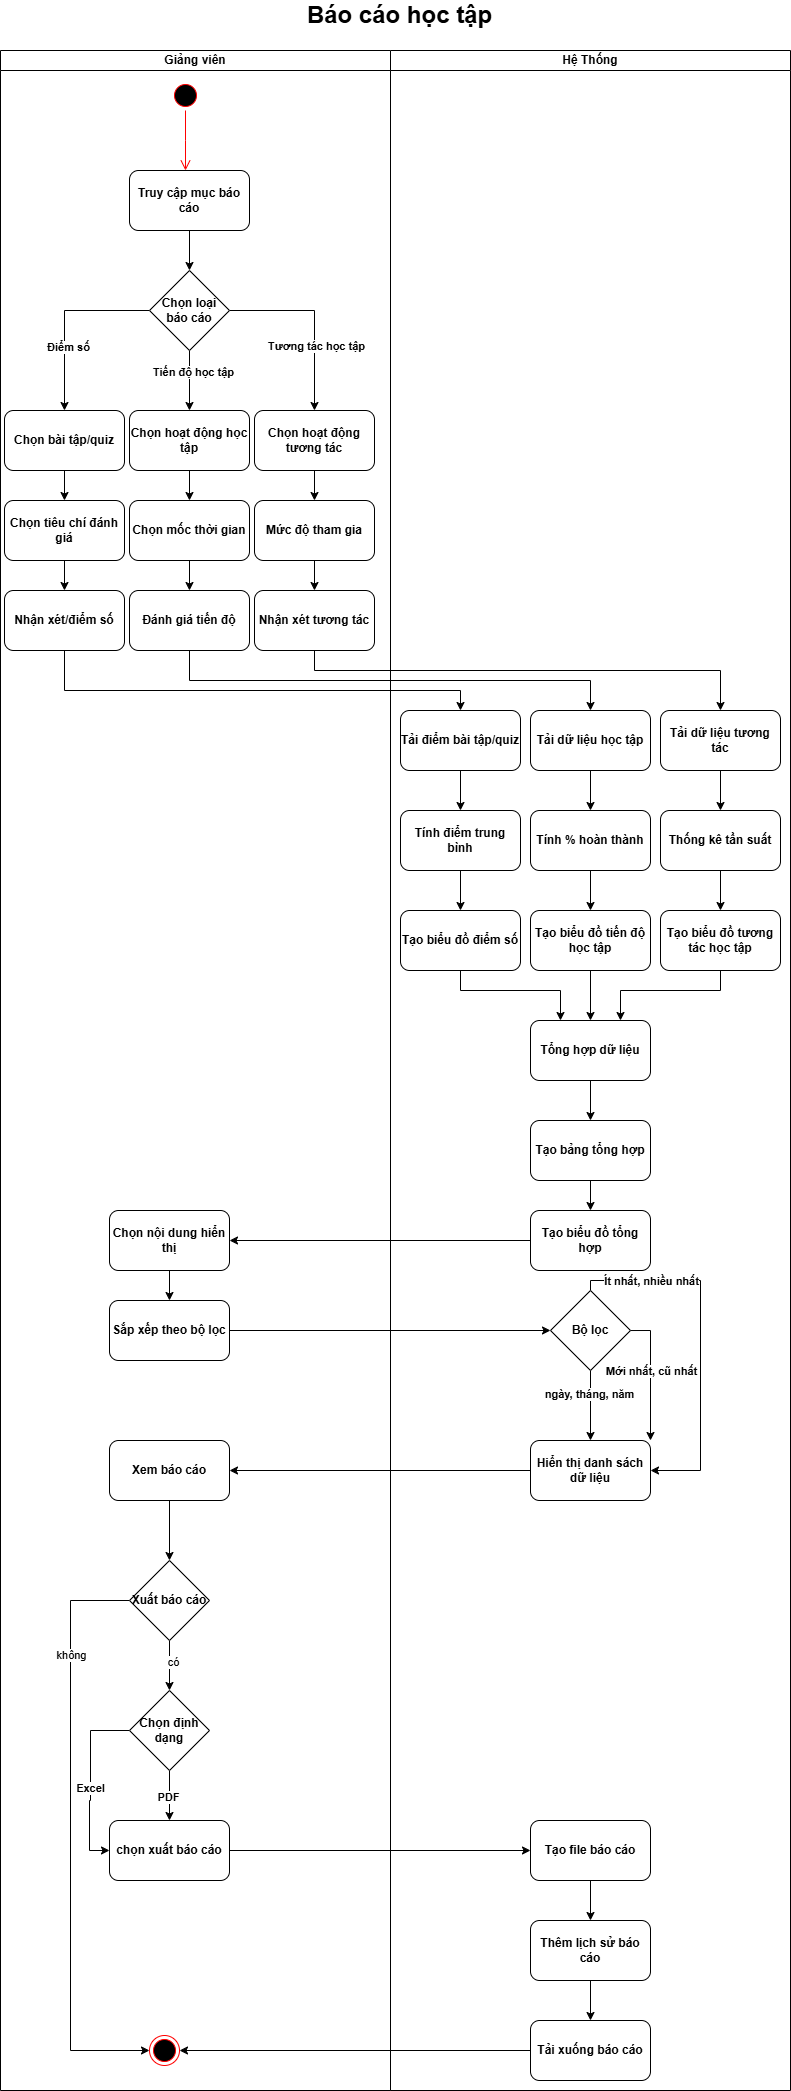 Báo cáo học tập
Giảng viên
Hệ Thống
Truy cập mục báo
cáo
Chọn loại
báo cáo
Điểm số
Tiến độ học tập
Tương tác học tập
Chọn bài tập/quiz
Chọn hoạt động học
tập
Chọn hoạt động
tương tác
Chọn tiêu chí đánh
giá
Chọn mốc thời gian
Mức độ tham gia
Nhận xét/điểm số
Đánh giá tiến độ
Nhận xét tương tác
Tải điểm bài tập/quiz
Tải dữ liệu học tập
Tải dữ liệu tương
tác
Tính điểm trung
bình
Tính % hoàn thành
Thống kê tần suất
Tạo biểu đồ điểm số
Tạo biểu đồ tiến độ
học tập
Tạo biểu đồ tương
tác học tập
Tổng hợp dữ liệu
Tạo bảng tổng hợp
Chọn nội dung hiển
thị
Tạo biểu đồ tổng
hợp
Ít nhất, nhiều nhất
Sắp xếp theo bộ lọc
Bộ lọc
Mới nhất, cũ nhất
ngày, tháng, năm
Xem báo cáo
Hiển thị danh sách
dữ liệu
Xuất báo cáo
không
có
Chọn định
dạng
Excel
PDF
chọn xuất báo cáo
Tạo file báo cáo
Thêm lịch sử báo
cáo
Tải xuống báo cáo